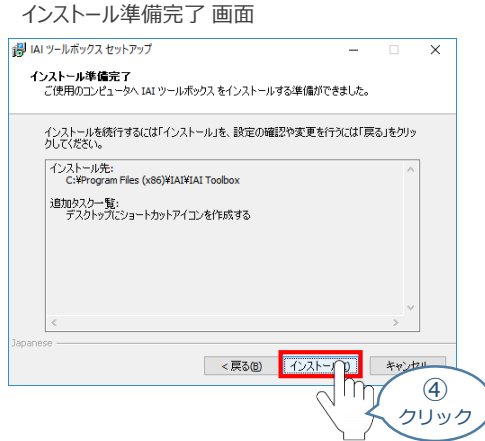 インストール準備完了 画面
IAI ツールボックス セットアップ
インストール準備完了
ご使用のコンピュータへ IAI ツールボックス をインストールする準備ができました。
インストールを続行するには「インストール」を、設定の確認や変更を行うには「戻る」をクリッ
クしてください。
インストール先:
C:¥Program Files (x86)¥IAI¥IAI Toolbox
追加タスク一覧:
デスクトップにショートカットアイコンを作成する
Japanese
< 戻る(B)
④
クリック